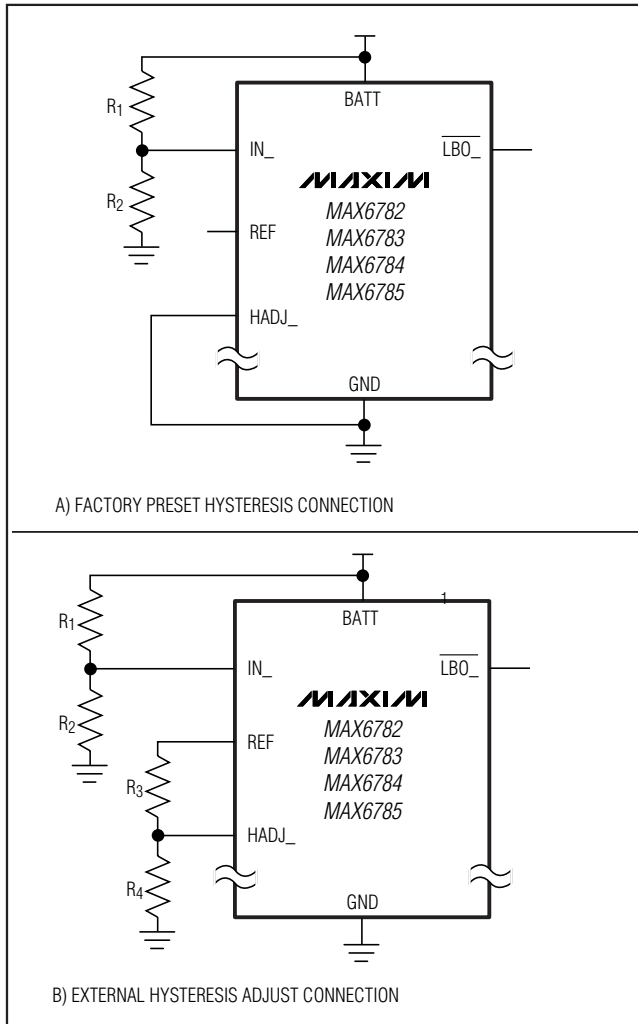 BATT
R1
IN_
LBO_
MAXIM
R2
MAX6782
REF
MAX6783
MAX6784
MAX6785
HADJ_
GND
A) FACTORY PRESET HYSTERESIS CONNECTION
1
BATT
R1
IN_
LBO_
MAXIM
R2
MAX6782
REF
MAX6783
R3
MAX6784
MAX6785
HADJ_
R4
GND
B) EXTERNAL HYSTERESIS ADJUST CONNECTION